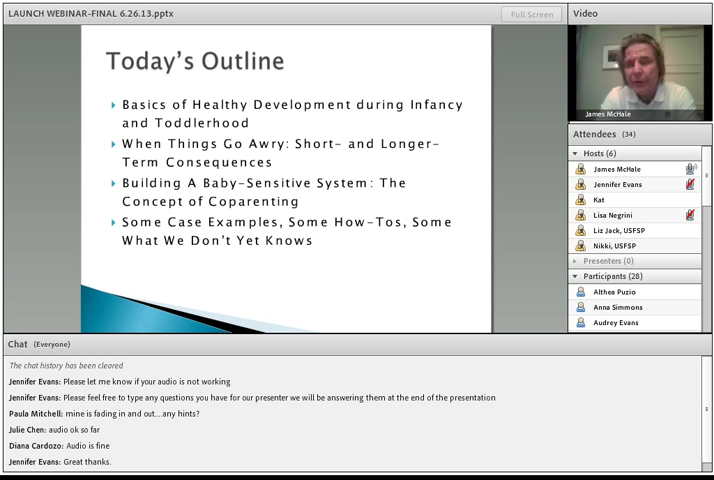 LAUNCH WEBINAR-FINAL 6.26.13.pptx
Full Screen
Today's Outline
Basics of Healthy Development during Infancy
and Toddlerhood
When Things Go Awry: Short- and Longer-
Term Consequences
Building A Baby-Sensitive System: The
Concept of Coparenting
Some Case Examples, Some How-Tos, Some
What We Don't Yet Knows
Video
James McHale
Attendees (34)
Hosts (6)
James McHale
Jennifer Evans
Kat
Lisa Negrini
Liz Jack, USFSP
Nikki, USFSP
Presenters (0)
Participants (28)
Althea Puzio
Anna Simmons
Audrey Evans
Chat (Everyone)
The chat history has been cleared
Jennifer Evans: Please let me know if your audio is not working
Jennifer Evans: Please feel free to type any questions you have for our presenter we will be answering them at the end of the presentation
Paula Mitchell: mine is fading in and out....any hints?
Julie Chen: audio ok so far
Diana Cardozo: Audio is fine
Jennifer Evans: Great thanks.